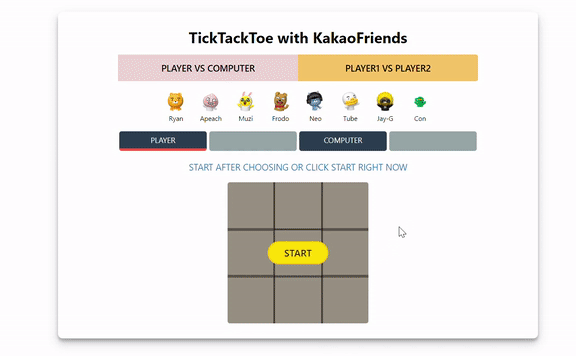 TickTackToe with KakaoFriends
PLAYER VS COMPUTER PLAYER1 VS PLAYER2
Ryan Apeach Muzi Frodo Neo Tube Jay-G Con
PLAYER COMPUTER
START AFTER CHOOSING OR CLICK START RIGHT NOW
START